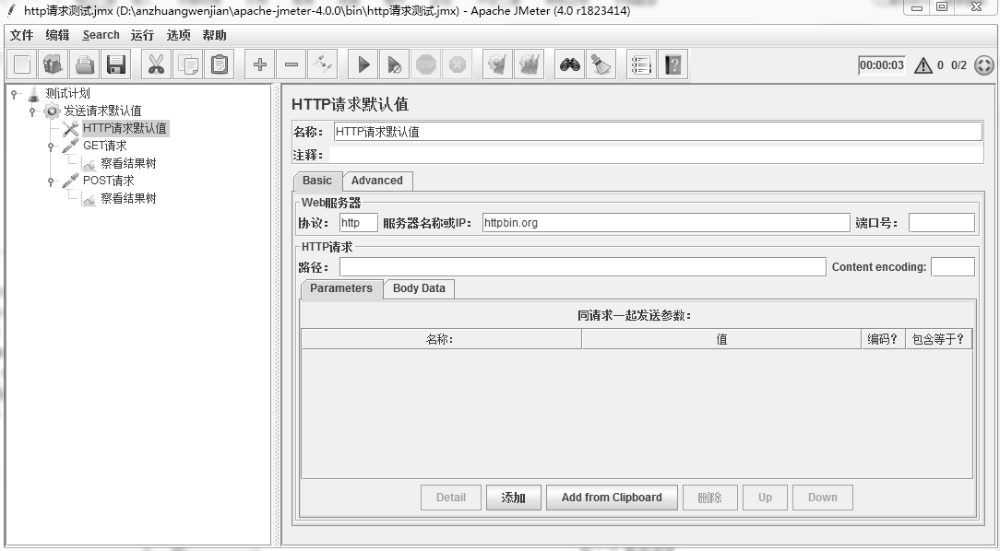 http请求测试.jmx (D:\anzhuangwenjian\apache-jmeter-4.0.0\bin\http请求测试.jmx) - Apache JMeter (4.0 r1823414)
文件 编辑 Search 运行 选项 帮助
STOP 00:00:03 0 0/2
测试计划
发送请求默认值
HTTP请求默认值
GET请求
察看结果树
POST请求
察看结果树
HTTP请求默认值
名称： HTTP请求默认值
注释：
Basic Advanced
Web服务器
协议： http 服务器名称或IP： httpbin.org 端口号：
HTTP请求
路径： Content encoding:
Parameters Body Data
同请求一起发送参数：
名称： 值 编码？ 包含等于？
Detail 添加 Add from Clipboard 删除 Up Down